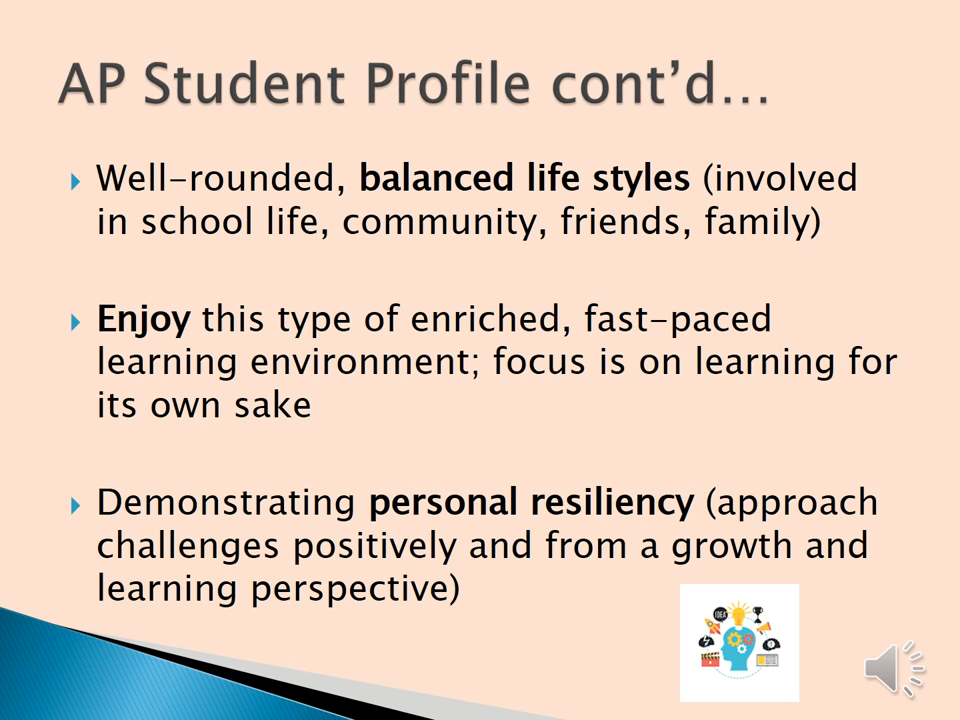 AP Student Profile cont’d…
Well-rounded, balanced life styles (involved
in school life, community, friends, family)
Enjoy this type of enriched, fast-paced
learning environment; focus is on learning for
its own sake
Demonstrating personal resiliency (approach
challenges positively and from a growth and
learning perspective)
IDEA